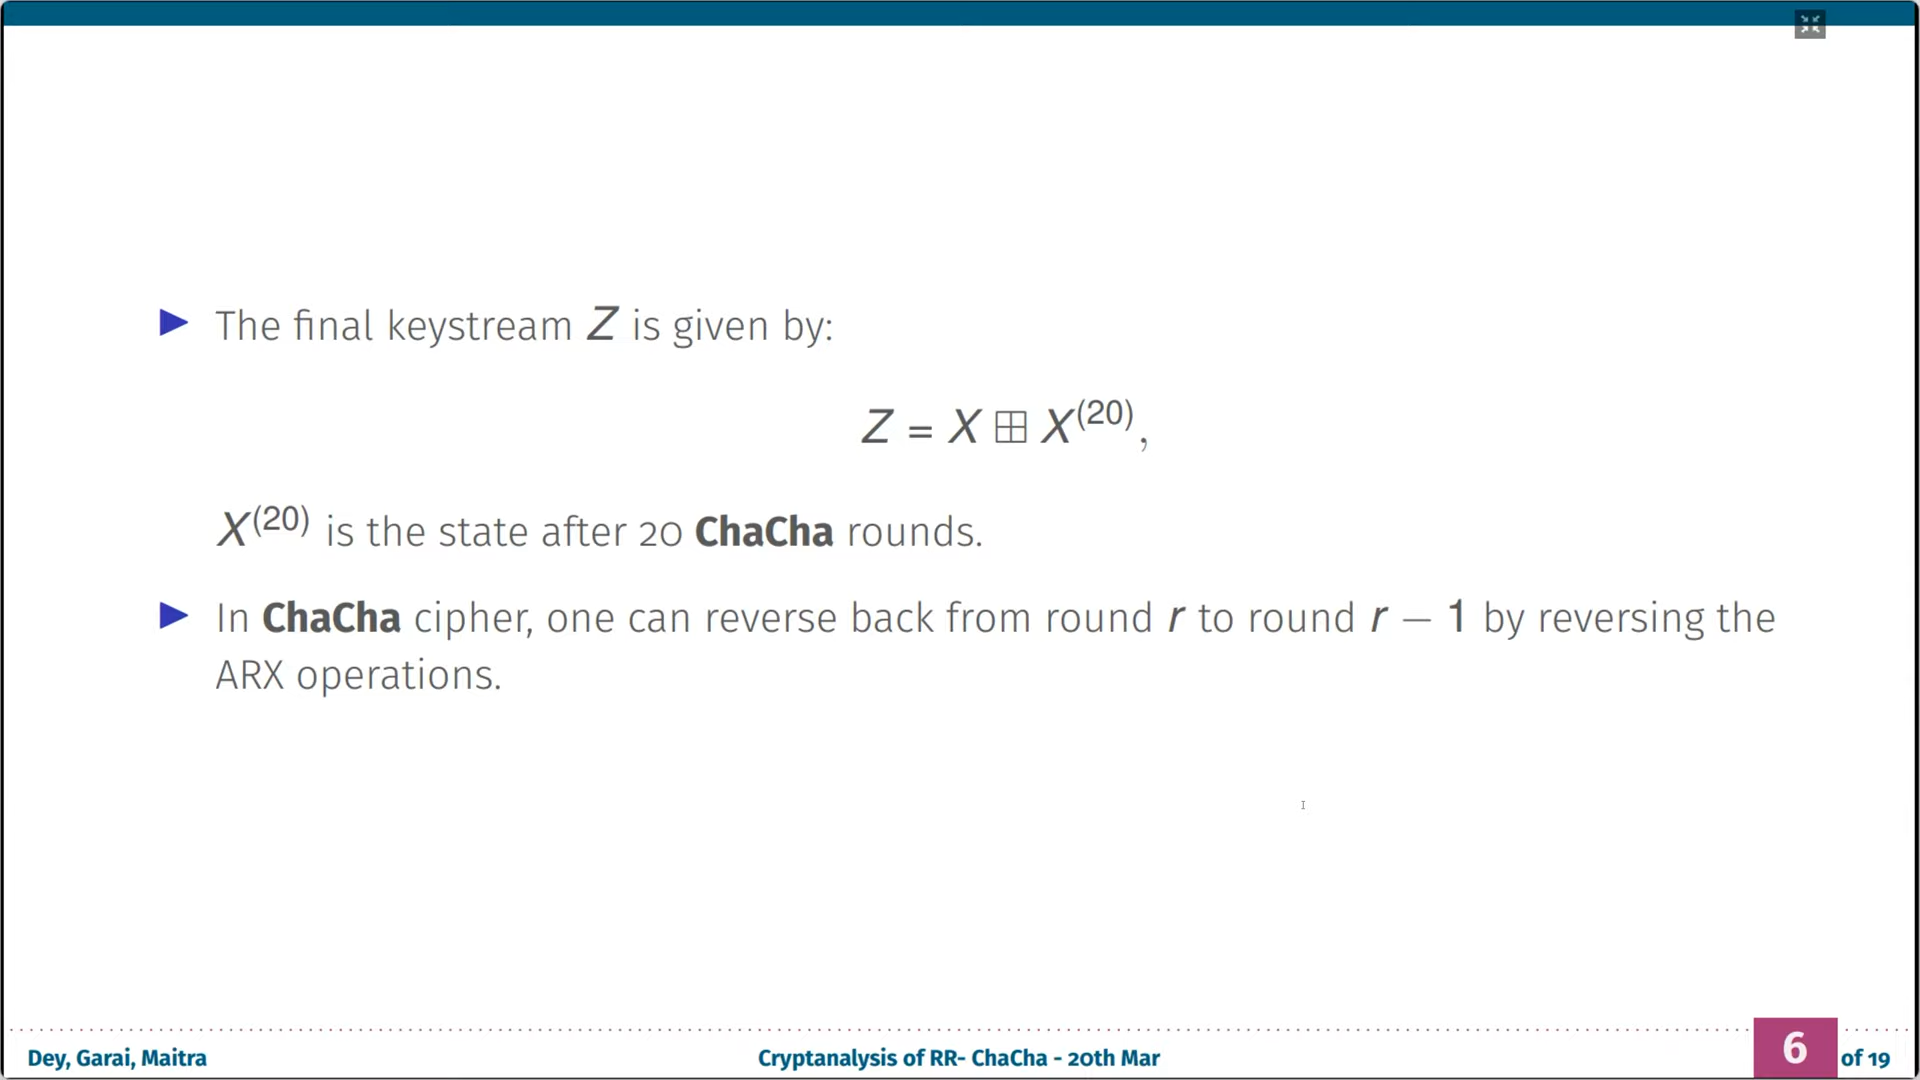 The final keystream Z is given by:
Z = X ⊞ X^(20),
X^(20) is the state after 20 ChaCha rounds.
In ChaCha cipher, one can reverse back from round r to round r − 1 by reversing the
ARX operations.
Dey, Garai, Maitra
Cryptanalysis of RR- ChaCha - 20th Mar
6 of 19